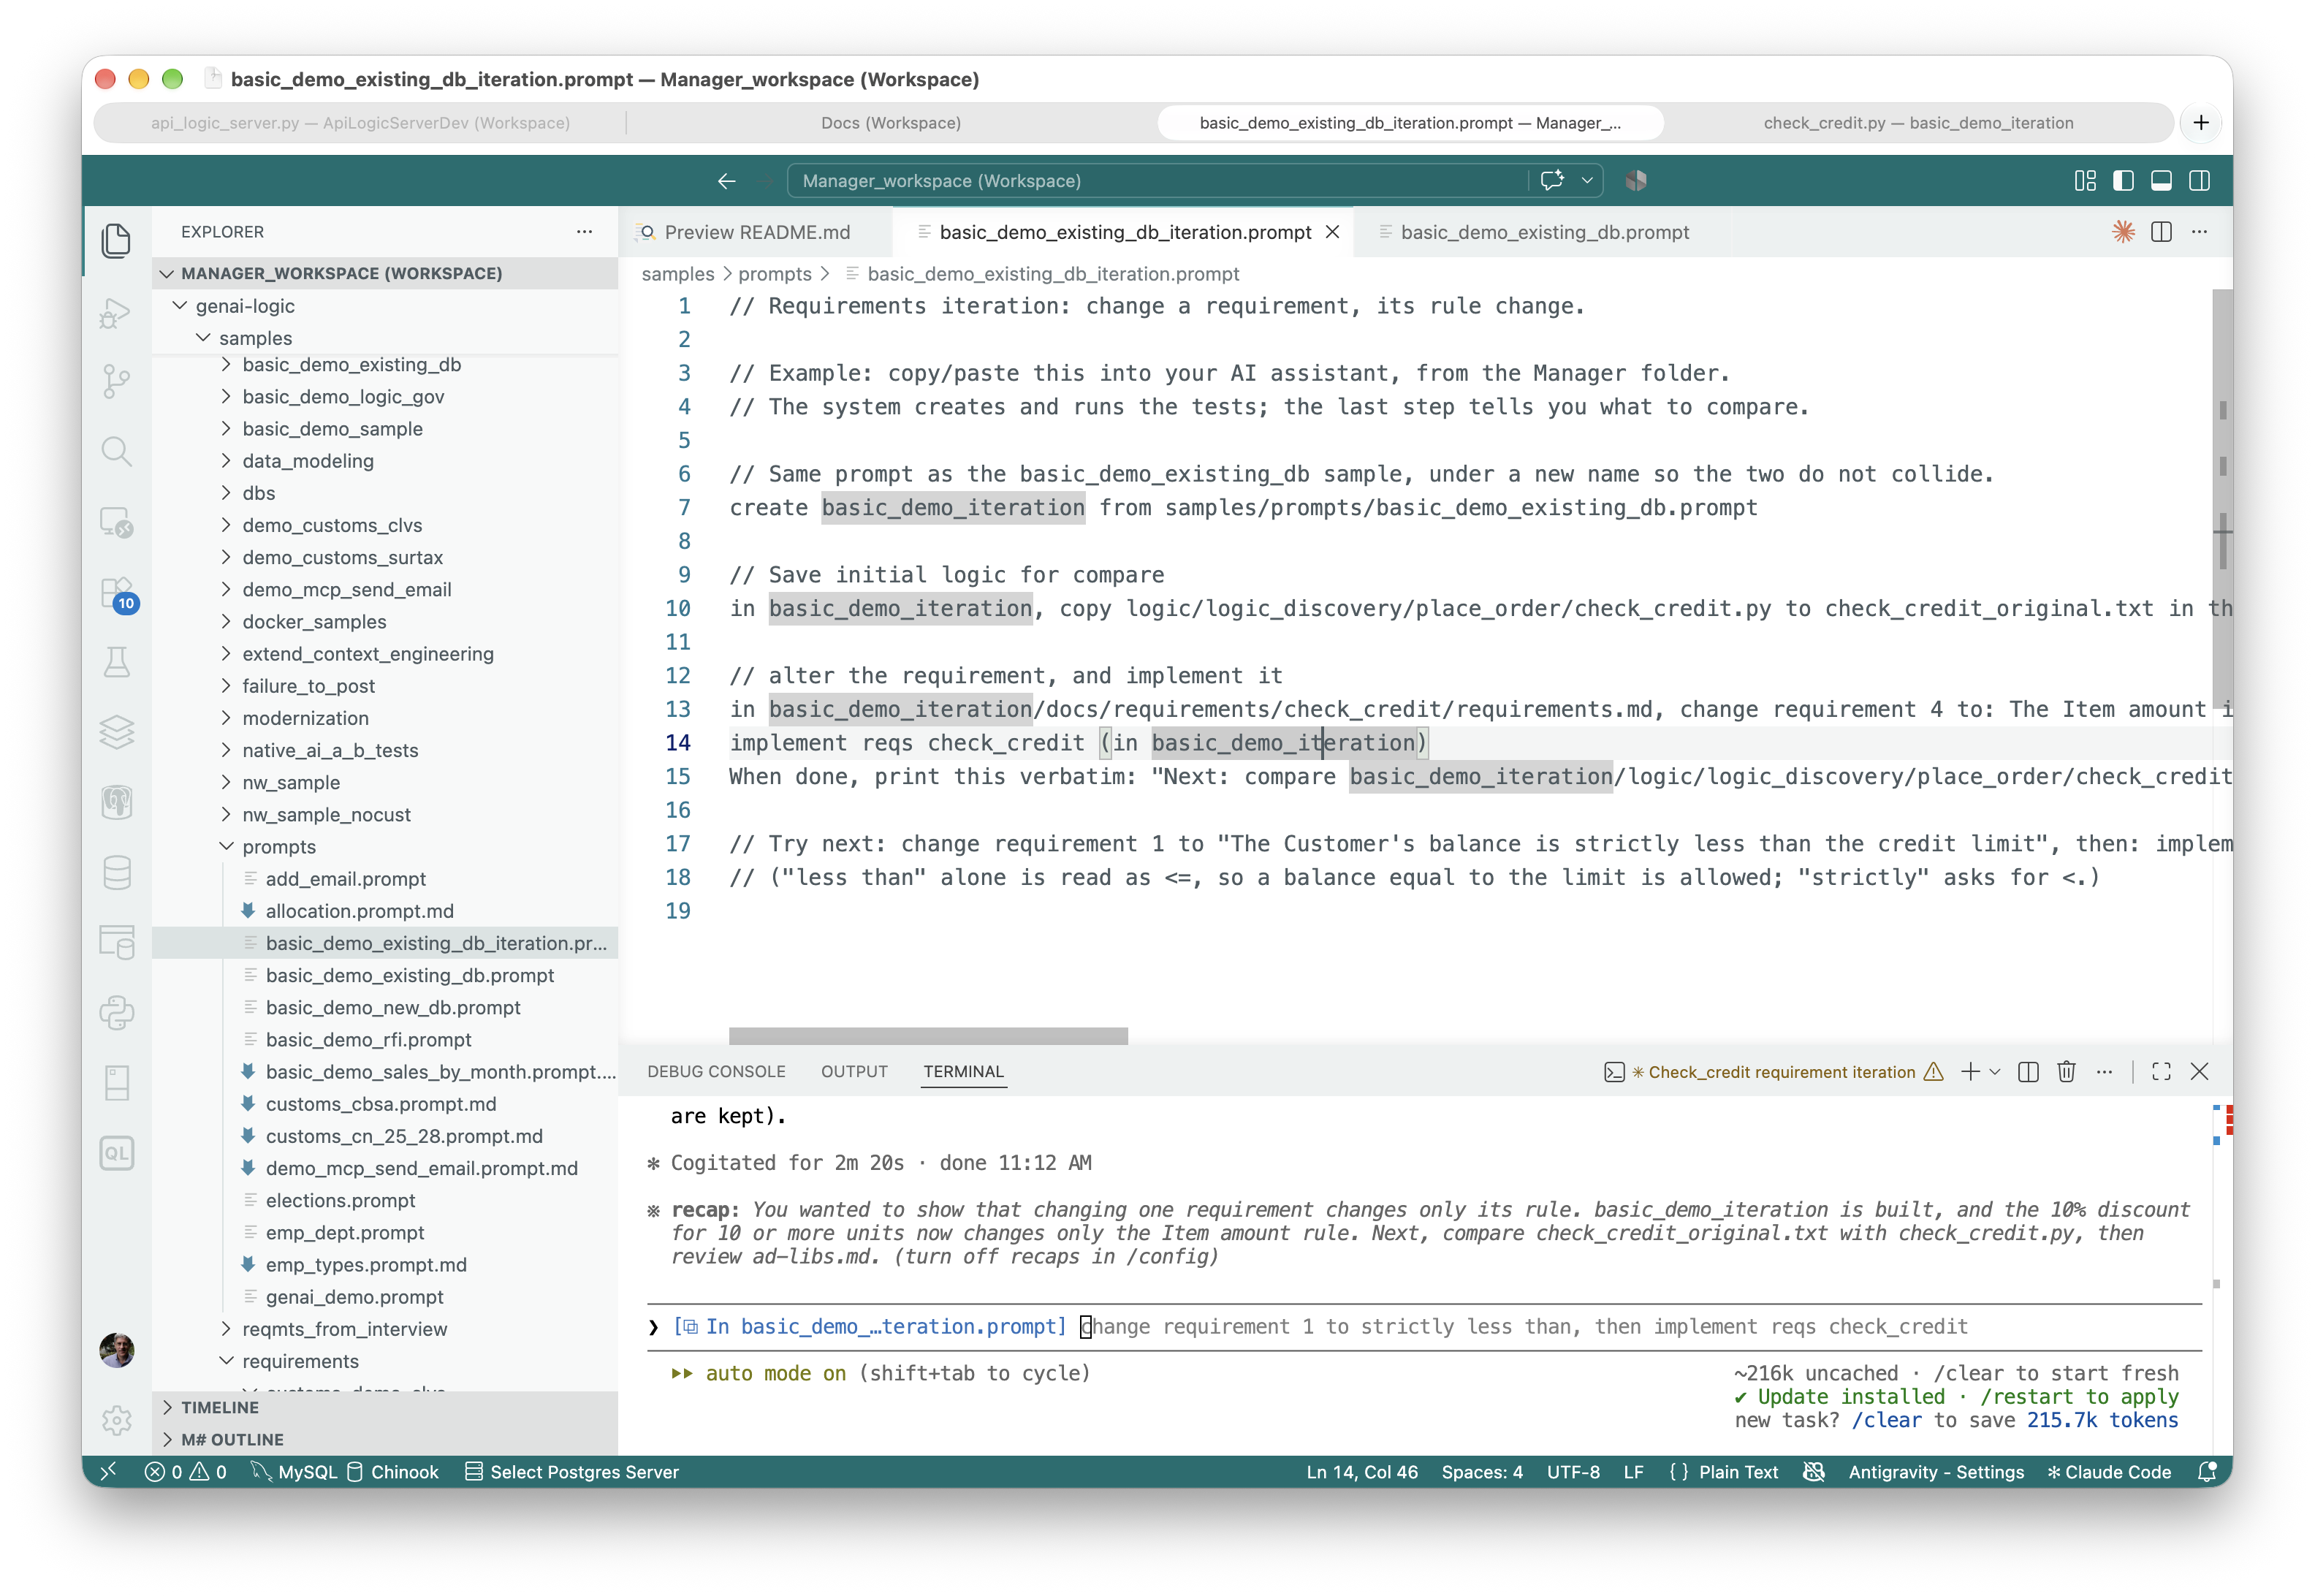 basic_demo_existing_db_iteration.prompt — Manager_workspace (Workspace)
api_logic_server.py — ApiLogicServerDev (Workspace)
Docs (Workspace)
basic_demo_existing_db_iteration.prompt — Manager_...
check_credit.py — basic_demo_iteration
Manager_workspace (Workspace)
EXPLORER
MANAGER_WORKSPACE (WORKSPACE)
genai-logic
samples
basic_demo_existing_db
basic_demo_logic_gov
basic_demo_sample
data_modeling
dbs
demo_customs_clvs
demo_customs_surtax
demo_mcp_send_email
docker_samples
extend_context_engineering
failure_to_post
modernization
native_ai_a_b_tests
nw_sample
nw_sample_nocust
prompts
add_email.prompt
allocation.prompt.md
basic_demo_existing_db_iteration.pr...
basic_demo_existing_db.prompt
basic_demo_new_db.prompt
basic_demo_rfi.prompt
basic_demo_sales_by_month.prompt....
customs_cbsa.prompt.md
customs_cn_25_28.prompt.md
demo_mcp_send_email.prompt.md
elections.prompt
emp_dept.prompt
emp_types.prompt.md
genai_demo.prompt
reqmts_from_interview
requirements
TIMELINE
M# OUTLINE
10
QL
Preview README.md
basic_demo_existing_db_iteration.prompt
basic_demo_existing_db.prompt
samples > prompts > basic_demo_existing_db_iteration.prompt
1 // Requirements iteration: change a requirement, its rule change.
2
3 // Example: copy/paste this into your AI assistant, from the Manager folder.
4 // The system creates and runs the tests; the last step tells you what to compare.
5
6 // Same prompt as the basic_demo_existing_db sample, under a new name so the two do not collide.
7 create basic_demo_iteration from samples/prompts/basic_demo_existing_db.prompt
8
9 // Save initial logic for compare
10 in basic_demo_iteration, copy logic/logic_discovery/place_order/check_credit.py to check_credit_original.txt in th
11
12 // alter the requirement, and implement it
13 in basic_demo_iteration/docs/requirements/check_credit/requirements.md, change requirement 4 to: The Item amount i
14 implement reqs check_credit (in basic_demo_iteration)
15 When done, print this verbatim: "Next: compare basic_demo_iteration/logic/logic_discovery/place_order/check_credit
16
17 // Try next: change requirement 1 to "The Customer's balance is strictly less than the credit limit", then: implem
18 // ("less than" alone is read as <=, so a balance equal to the limit is allowed; "strictly" asks for <.)
19
DEBUG CONSOLE OUTPUT TERMINAL
Check_credit requirement iteration
are kept).
✻ Cogitated for 2m 20s · done 11:12 AM
※ recap: You wanted to show that changing one requirement changes only its rule. basic_demo_iteration is built, and the 10% discount
for 10 or more units now changes only the Item amount rule. Next, compare check_credit_original.txt with check_credit.py, then
review ad-libs.md. (turn off recaps in /config)
❯ [⧉ In basic_demo_…teration.prompt] change requirement 1 to strictly less than, then implement reqs check_credit
⏵⏵ auto mode on (shift+tab to cycle)
~216k uncached · /clear to start fresh
✔ Update installed · /restart to apply
new task? /clear to save 215.7k tokens
0 0 MySQL Chinook Select Postgres Server
Ln 14, Col 46 Spaces: 4 UTF-8 LF { } Plain Text Antigravity - Settings Claude Code